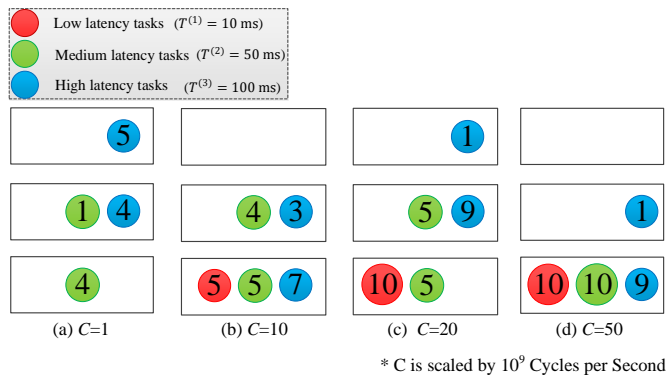 Low latency tasks (T⁽¹⁾ = 10 ms)
Medium latency tasks (T⁽²⁾ = 50 ms)
High latency tasks (T⁽³⁾ = 100 ms)
5 1
1 4 4 3 5 9 1
4 5 5 7 10 5 10 10 9
(a) C=1 (b) C=10 (c) C=20 (d) C=50
* C is scaled by 10⁹ Cycles per Second